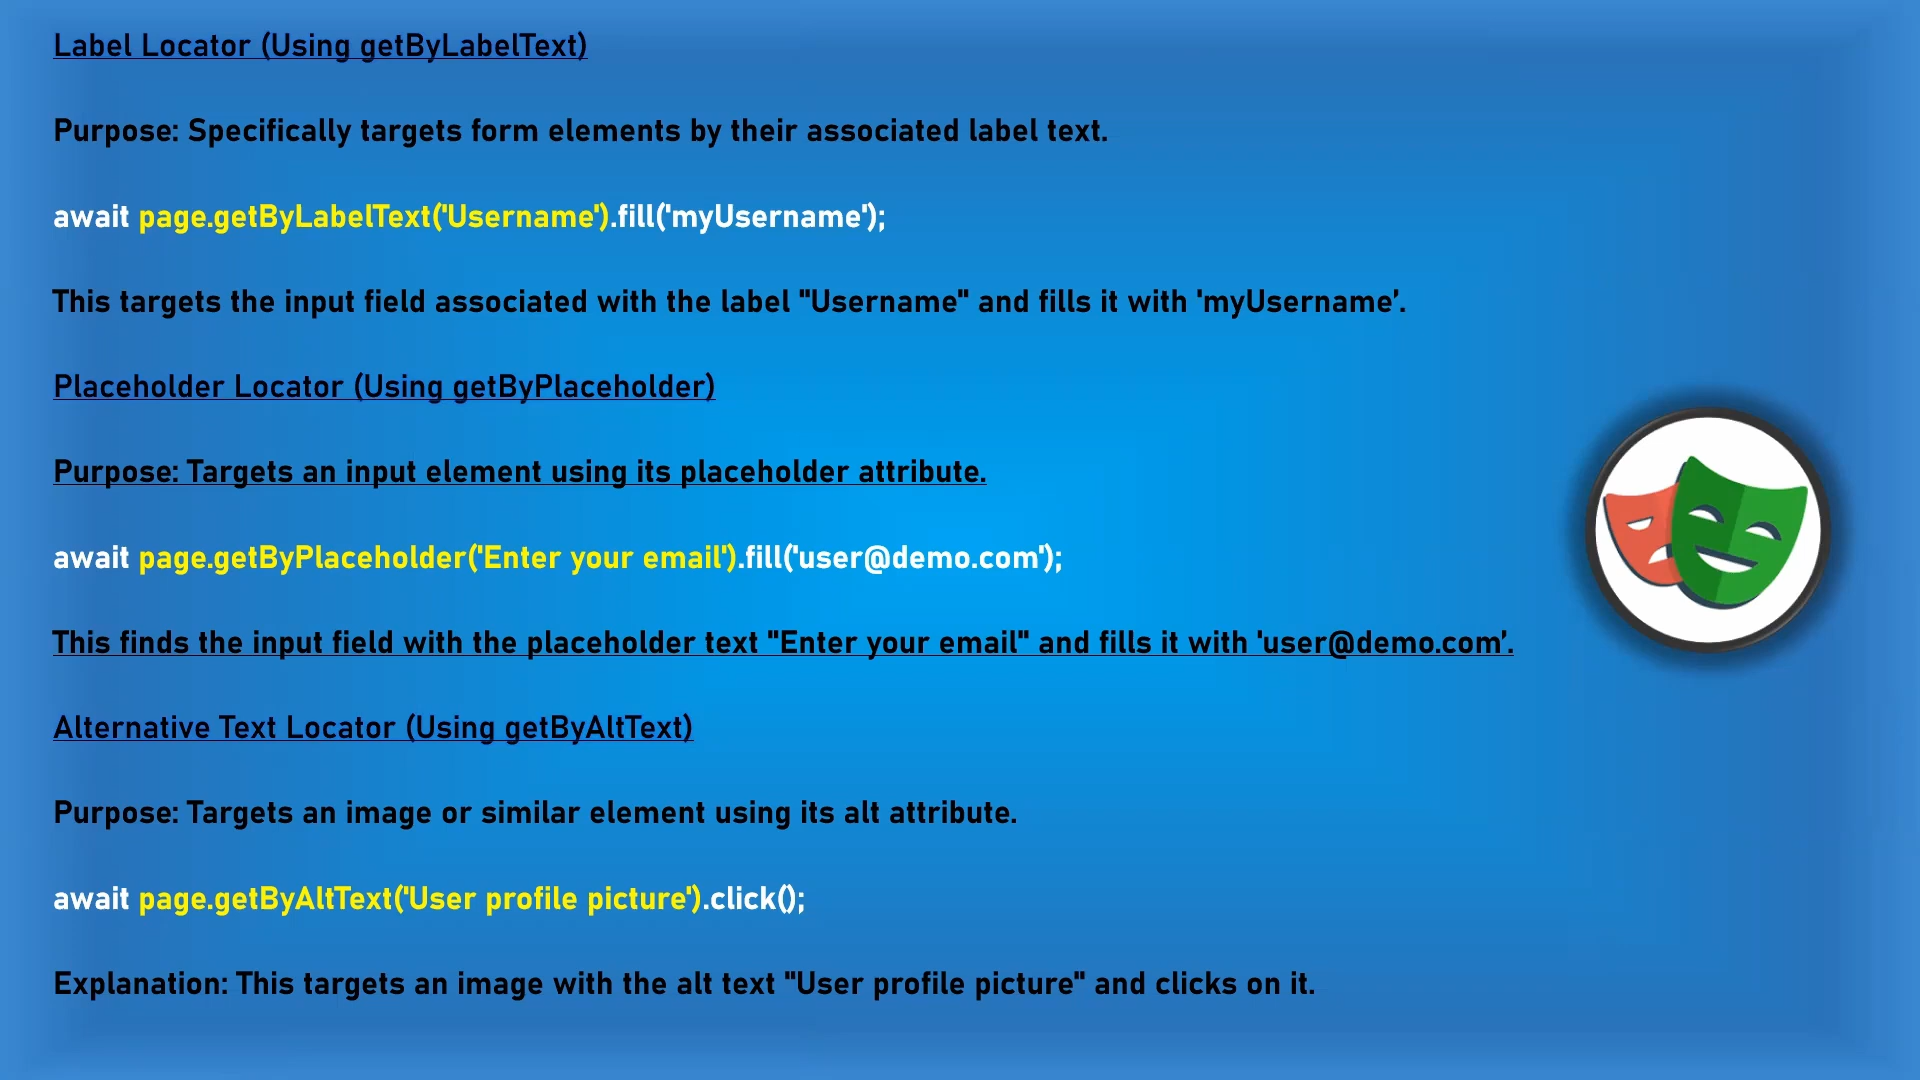 Label Locator (Using getByLabelText)
Purpose: Specifically targets form elements by their associated label text.
await page.getByLabelText('Username').fill('myUsername');
This targets the input field associated with the label "Username" and fills it with 'myUsername’.
Placeholder Locator (Using getByPlaceholder)
Purpose: Targets an input element using its placeholder attribute.
await page.getByPlaceholder('Enter your email').fill('user@demo.com');
This finds the input field with the placeholder text "Enter your email" and fills it with 'user@demo.com’.
Alternative Text Locator (Using getByAltText)
Purpose: Targets an image or similar element using its alt attribute.
await page.getByAltText('User profile picture').click();
Explanation: This targets an image with the alt text "User profile picture" and clicks on it.